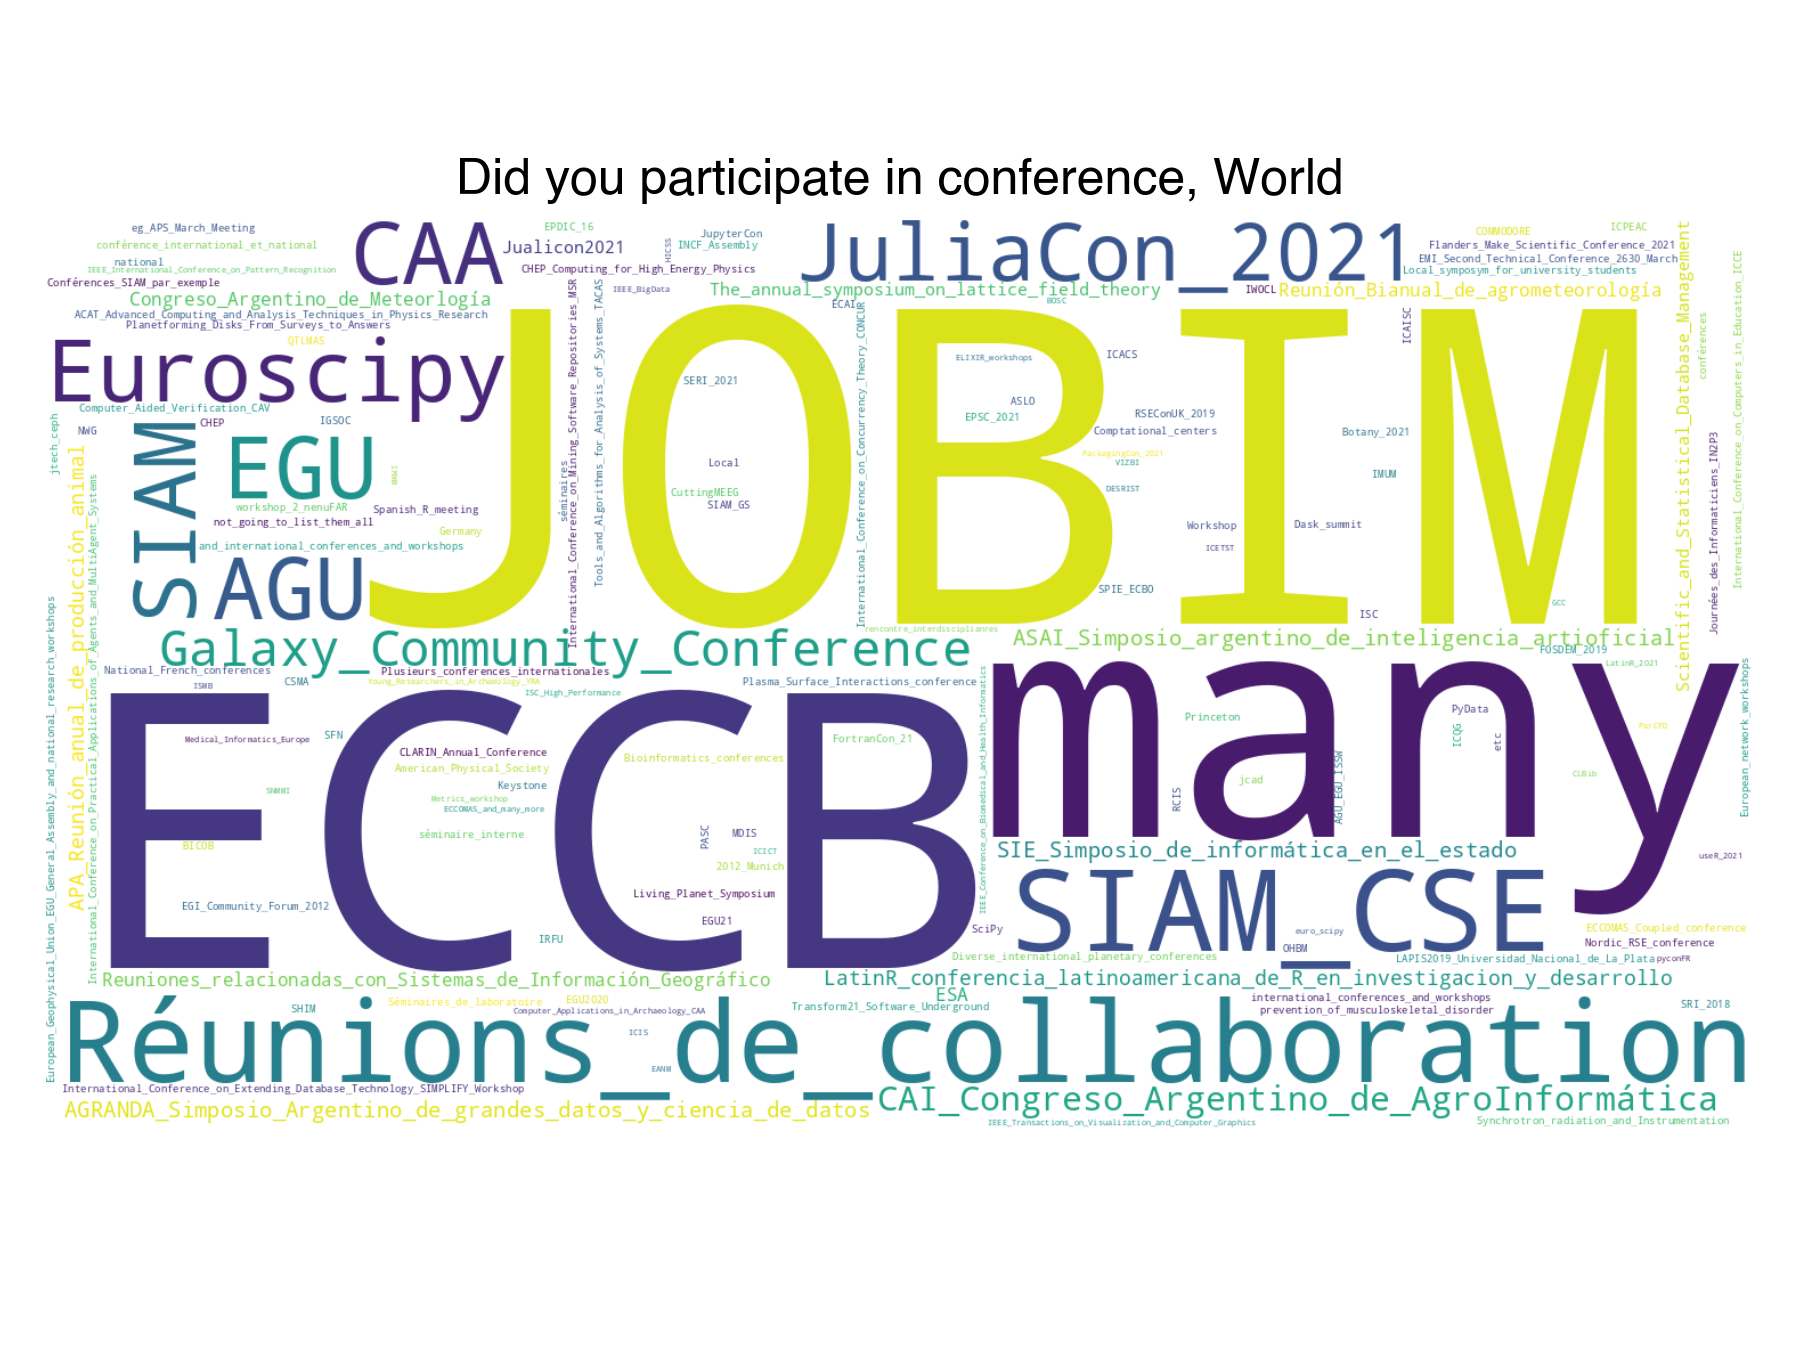 Did you participate in conference, World
eg_APS_March_Meeting
CAA
EPDIC_16
Jualicon2021
HICSS
JupyterCon
INCF_Assembly
JuliaCon_2021
COMMODORE
ICPEAC
conférence_international_et_national
Flanders_Make_Scientific_Conference_2021
national
EMI_Second_Technical_Conference_2630_March
IEEE_International_Conference_on_Pattern_Recognition
CHEP_Computing_for_High_Energy_Physics
Local_symposym_for_university_students
Conférences_SIAM_par_exemple
IEEE_BigData
The_annual_symposium_on_lattice_field_theory
IWOCL
Reunión_Bianual_de_agrometeorología
Congreso_Argentino_de_Meteorlogía
ECAI
BOSC
ACAT_Advanced_Computing_and_Analysis_Techniques_in_Physics_Research
Planetforming_Disks_From_Surveys_to_Answers
QTLMAS
JOBIM
ICAISC
conférences
Euroscipy
ELIXIR_workshops
ICACS
SERI_2021
Computer_Aided_Verification_CAV
ASLO
EPSC_2021
RSEConUK_2019
CHEP
IGSOC
NWG
jtech_ceph
Comptational_centers
Botany_2021
SIAM
EGU
PackagingCon_2021
VIZBI
Local
IMUM
CuttingMEEG
SIAM_GS
DESRIST
workshop_2_nenuFAR
Spanish_R_meeting
séminaires
not_going_to_list_them_all
Germany
Workshop
Dask_summit
and_international_conferences_and_workshops
ICETST
AGU
SPIE_ECBO
GCC
ISC
International_Conference_on_Mining_Software_Repositories_MSR
Tools_and_Algorithms_for_Analysis_of_Systems_TACAS
International_Conference_on_Concurrency_Theory_CONCUR
Scientific_and_Statistical_Database_Management
Journées_des_Informaticiens_IN2P3
International_Conference_on_Computers_in_Education_ICCE
rencontre_interdisciplianres
Galaxy_Community_Conference
ASAI_Simposio_argentino_de_inteligencia_artioficial
FOSDEM_2019
LatinR_2021
National_French_conferences
Plusieurs_conferences_internationales
ISWB
CSMA
Young_Researchers_in_Archaeology_YRA
Plasma_Surface_Interactions_conference
ISC_High_Performance
ECCB
many
Princeton
PyData
ICQG
etc
ParCFD
SFN
Medical_Informatics_Europe
CLARIN_Annual_Conference
FortranCon_21
American_Physical_Society
Bioinformatics_conferences
Keystone
jcad
CLBib
RCIS
AGU_EGU_ISSW
SNMMI
Metrics_workshop
ECCOMAS_and_many_more
séminaire_interne
PASC
MDIS
BICOB
ICICT
2012_Munich
SIE_Simposio_de_informática_en_el_estado
useR_2021
Living_Planet_Symposium
EGI_Community_Forum_2012
EGU21
IRFU
SciPy
SIAM_CSE
euro_scipy
OHBM
ECCOMAS_Coupled_conference
Nordic_RSE_conference
Diverse_international_planetary_conferences
LAPIS2019_Universidad_Nacional_de_La_Plata
pyconFR
APA_Reunión_anual_de_producción_animal
International_Conference_on_Practical_Applications_of_Agents_and_MultiAgent_Systems
European_Geophysical_Union_EGU_General_Assembly_and_national_research_workshops
IEEE_Conference_on_Biomedical_and_Health_Informatics
European_network_workshops
Reuniones_relacionadas_con_Sistemas_de_Información_Geográfico
LatinR_conferencia_latinoamericana_de_R_en_investigacion_y_desarrollo
ESA
SHIM
Séminaires_de_laboratoire
EGU2020
Computer_Applications_in_Archaeology_CAA
Transform21_Software_Underground
international_conferences_and_workshops
prevention_of_musculoskeletal_disorder
SRI_2018
ICIS
Réunions_de_collaboration
EANM
International_Conference_on_Extending_Database_Technology_SIMPLIFY_Workshop
AGRANDA_Simposio_Argentino_de_grandes_datos_y_ciencia_de_datos
CAI_Congreso_Argentino_de_AgroInformática
IEEE_Transactions_on_Visualization_and_Computer_Graphics
Synchrotron_radiation_and_Instrumentation